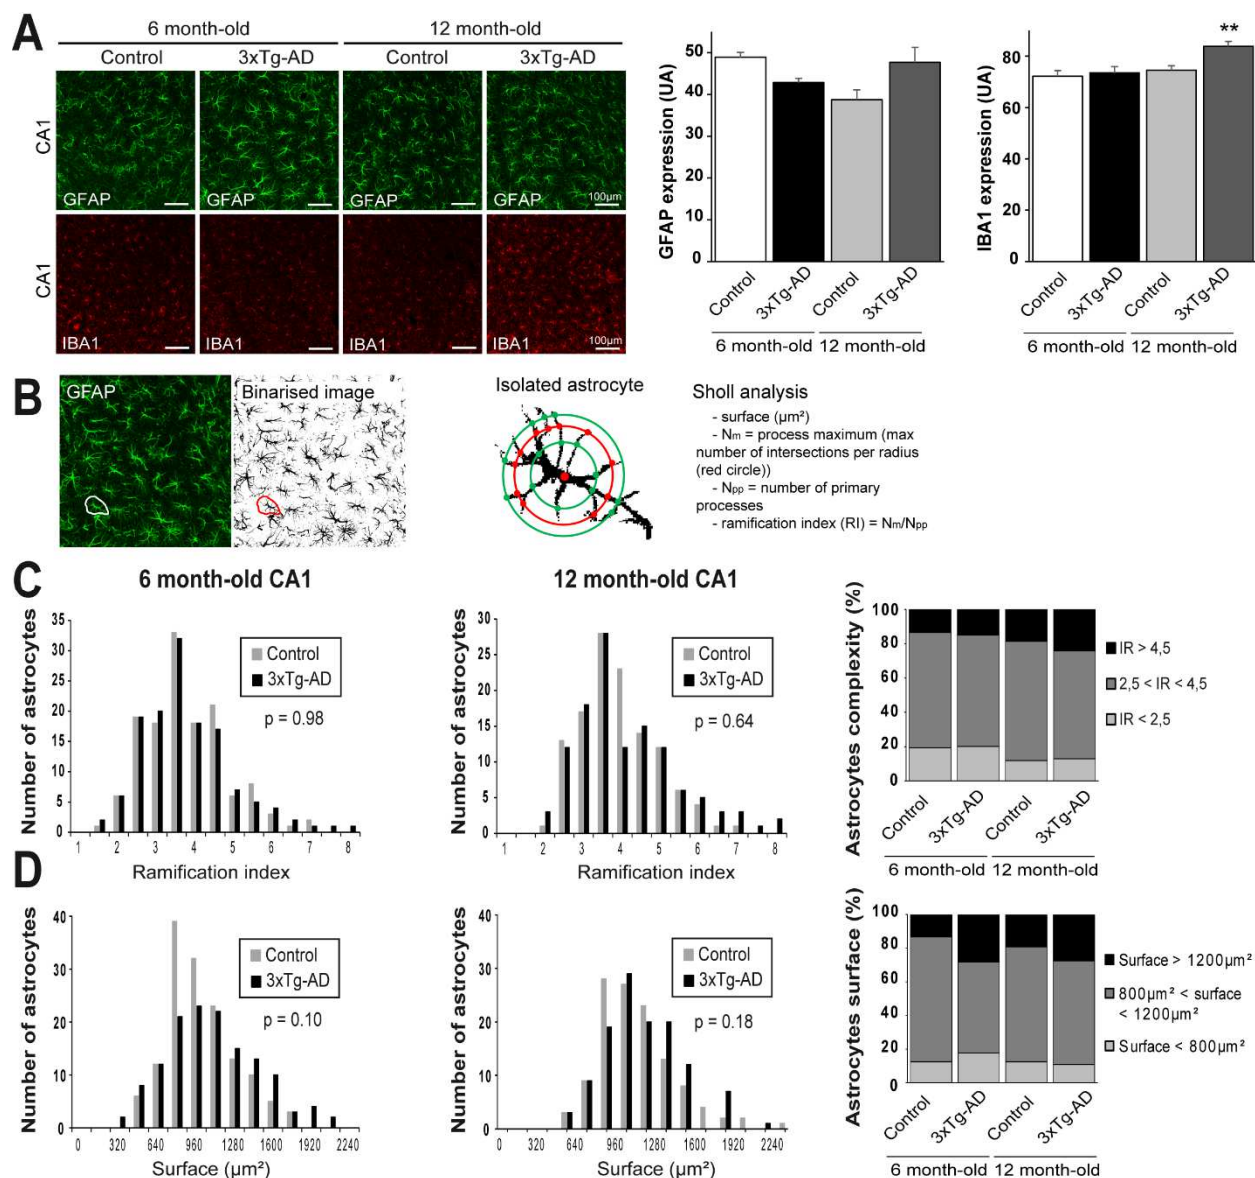 A
6 month-old
12 month-old
Control
3xTg-AD
Control
3xTg-AD
CA1
GFAP
GFAP
GFAP
100µm
GFAP
CA1
IBA1
IBA1
IBA1
100µm
IBA1
GFAP expression (UA)
50
40
30
20
10
0
Control
3xTg-AD
Control
3xTg-AD
6 month-old
12 month-old
**
IBA1 expression (UA)
80
60
40
20
0
Control
3xTg-AD
Control
3xTg-AD
6 month-old
12 month-old
B
GFAP
Binarised image
Isolated astrocyte
Sholl analysis
- surface (µm²)
- Nm = process maximum (max
number of intersections per radius
(red circle))
- Npp = number of primary
processes
- ramification index (RI) = Nm/Npp
C
6 month-old CA1
Number of astrocytes
35
30
25
20
15
10
5
0
Control
3xTg-AD
p = 0.98
1 2 3 4 5 6 7 8
Ramification index
12 month-old CA1
Number of astrocytes
30
25
20
15
10
5
0
Control
3xTg-AD
p = 0.64
1 2 3 4 5 6 7 8
Ramification index
Astrocytes complexity (%)
100
80
60
40
20
0
IR > 4,5
2,5 < IR < 4,5
IR < 2,5
Control
3xTg-AD
Control
3xTg-AD
6 month-old
12 month-old
D
Number of astrocytes
40
30
20
10
0
Control
3xTg-AD
p = 0.10
0 320 640 960 1280 1600 1920 2240
Surface (µm²)
Number of astrocytes
40
30
20
10
0
Control
3xTg-AD
p = 0.18
0 320 640 960 1280 1600 1920 2240
Surface (µm²)
Astrocytes surface (%)
100
80
60
40
20
0
Surface > 1200µm²
800µm² < surface
< 1200µm²
Surface < 800µm²
Control
3xTg-AD
Control
3xTg-AD
6 month-old
12 month-old